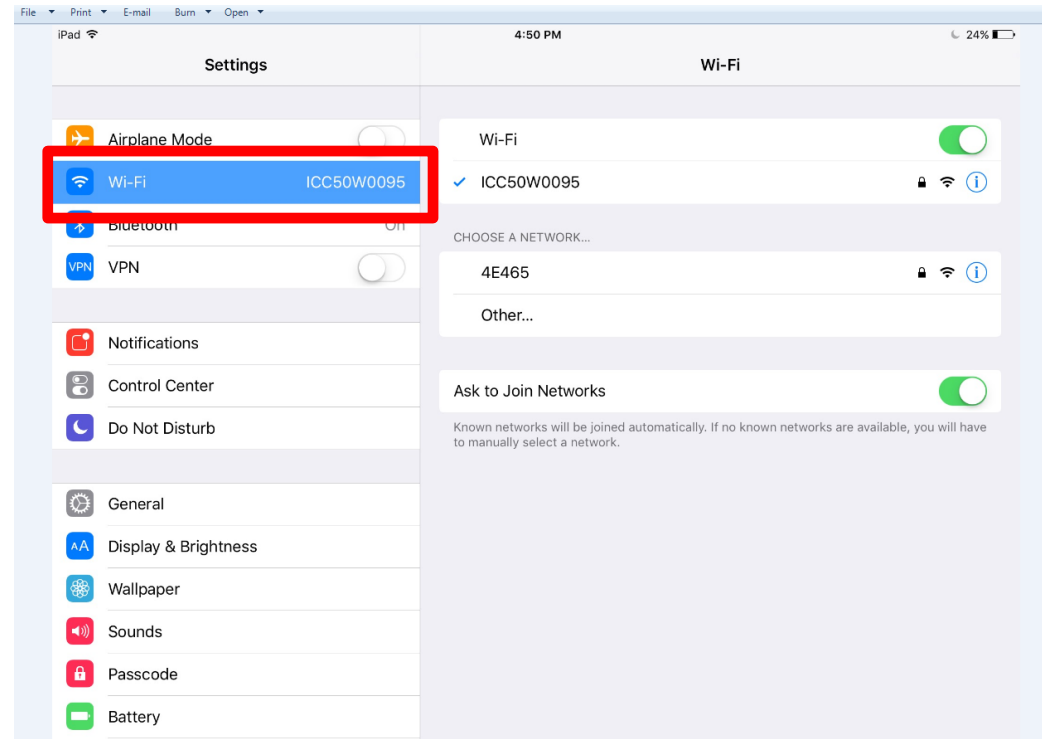 File Print E-mail Burn Open
iPad 4:50 PM 24%
Settings
Wi-Fi
Airplane Mode
Wi-Fi ICC50W0095
Bluetooth On
VPN VPN
Notifications
Control Center
Do Not Disturb
General
AA Display & Brightness
Wallpaper
Sounds
Passcode
Battery
Wi-Fi
ICC50W0095
CHOOSE A NETWORK...
4E465
Other...
Ask to Join Networks
Known networks will be joined automatically. If no known networks are available, you will have
to manually select a network.